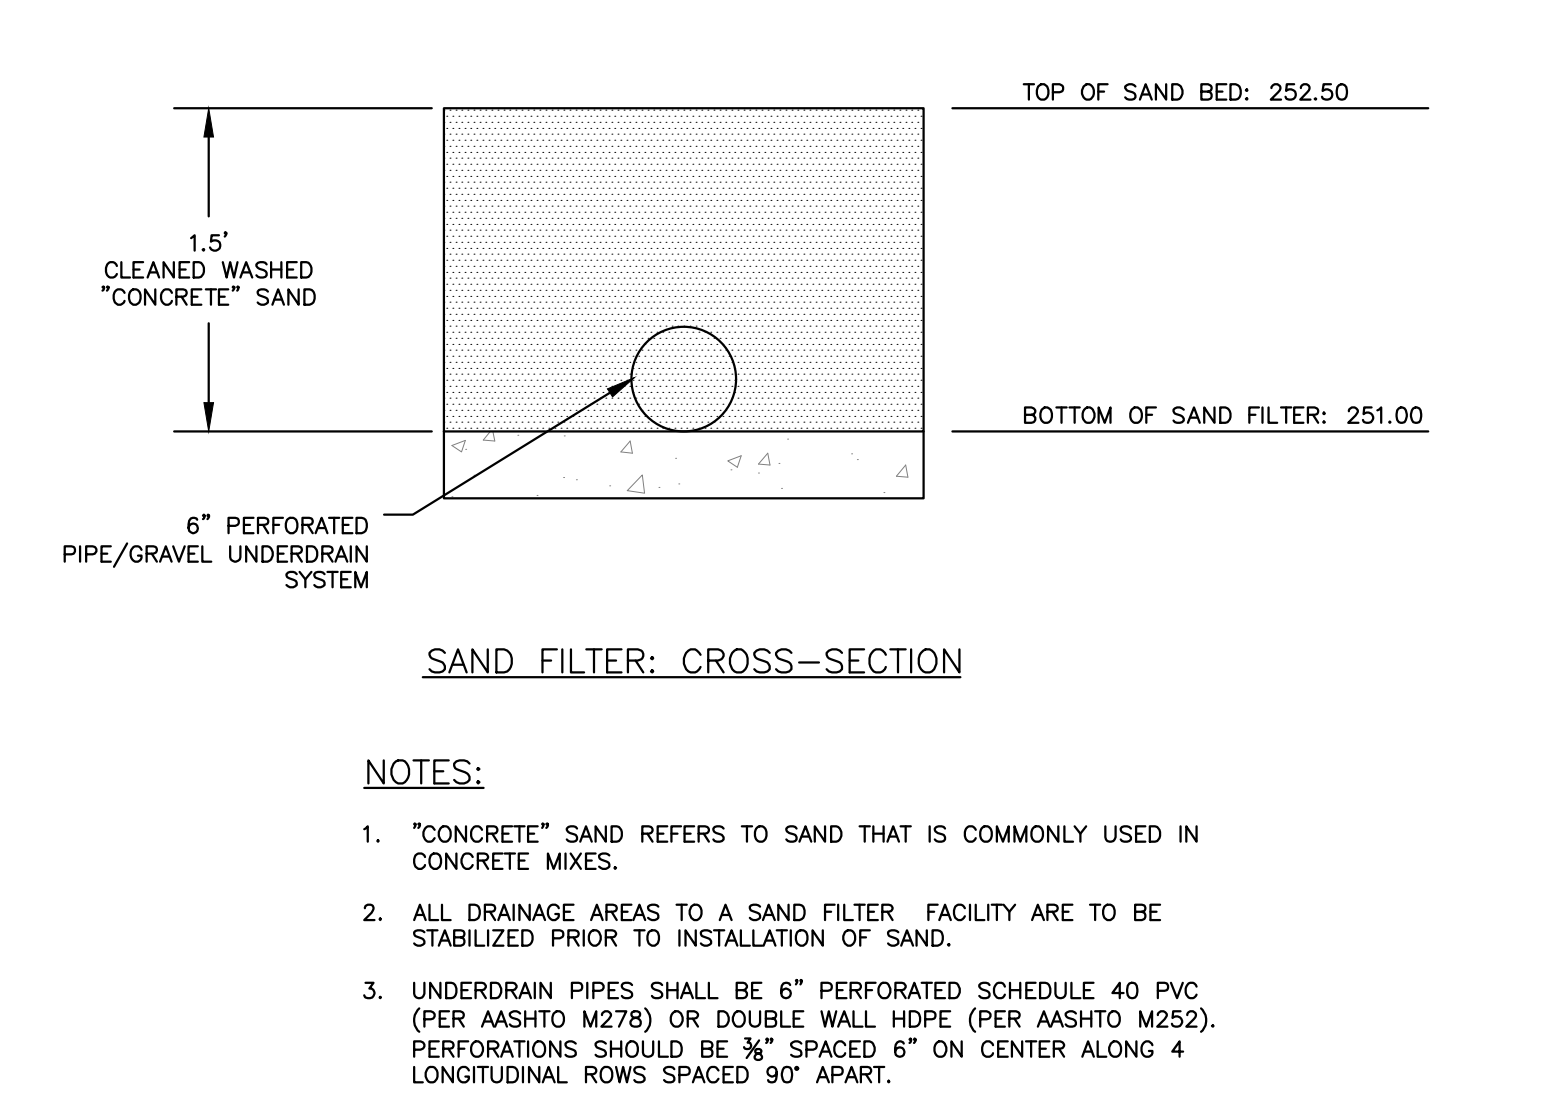 TOP OF SAND BED: 252.50
1.5'
CLEANED WASHED
"CONCRETE" SAND
BOTTOM OF SAND FILTER: 251.00
6" PERFORATED
PIPE/GRAVEL UNDERDRAIN
SYSTEM
SAND FILTER: CROSS-SECTION
NOTES:
1. "CONCRETE" SAND REFERS TO SAND THAT IS COMMONLY USED IN
CONCRETE MIXES.
2. ALL DRAINAGE AREAS TO A SAND FILTER FACILITY ARE TO BE
STABILIZED PRIOR TO INSTALLATION OF SAND.
3. UNDERDRAIN PIPES SHALL BE 6" PERFORATED SCHEDULE 40 PVC
(PER AASHTO M278) OR DOUBLE WALL HDPE (PER AASHTO M252).
PERFORATIONS SHOULD BE ⅜" SPACED 6" ON CENTER ALONG 4
LONGITUDINAL ROWS SPACED 90° APART.